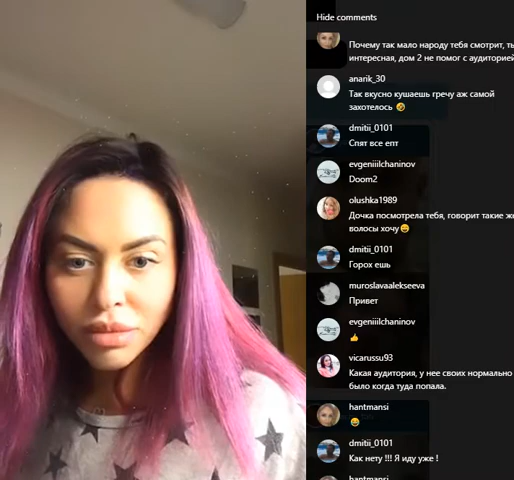 Hide comments
Почему так мало народу тебя смотрит,
интересная, дом 2 не помог с аудиторией
anarik_30
Так вкусно кушаешь гречу аж самой
захотелось 🤣
dmitii_0101
Спят все епт
evgeniiilchaninov
Doom2
olushka1989
Дочка посмотрела тебя, говорит такие же
волосы хочу😄
dmitii_0101
Горох ешь
muroslavaalekseeva
Привет
evgeniiilchaninov
👍
vicarussu93
Какая аудитория, у нее своих нормально
было когда туда попала.
hantmansi
😄
dmitii_0101
Как нету !!! Я иду уже !
hantmansi